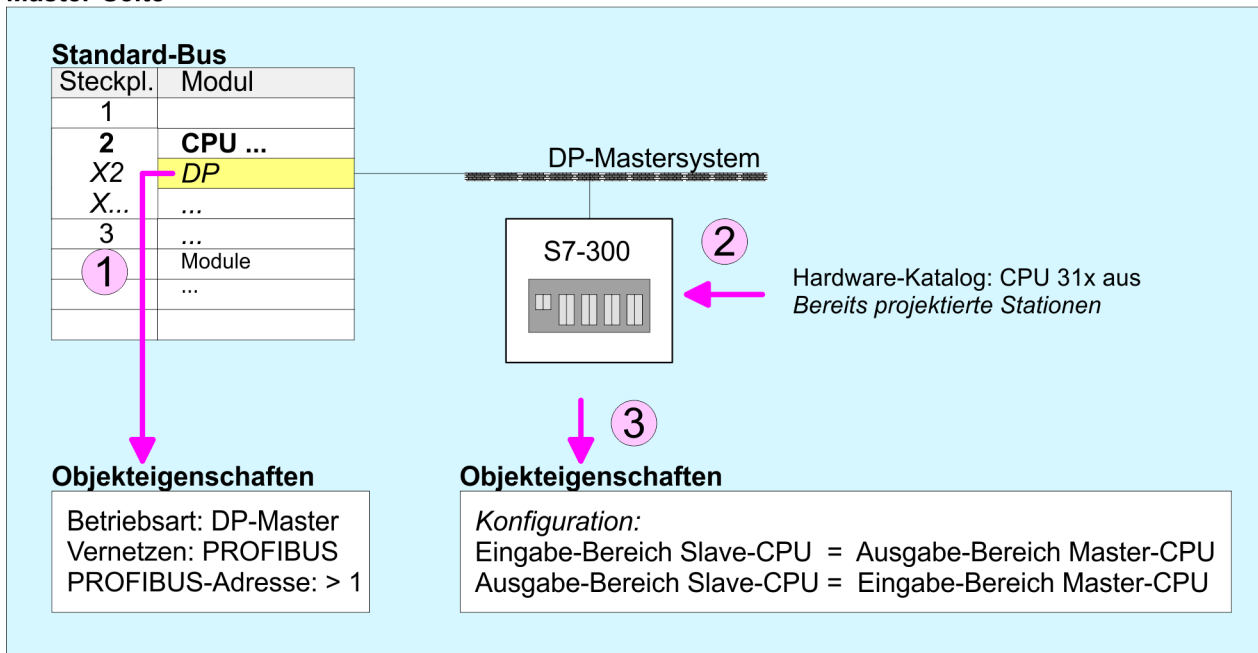 Master-Seite
Standard-Bus
Steckpl. Modul
1
2 CPU ...
X2 DP
X... ...
3 ...
Module
...
1
DP-Mastersystem
S7-300
2
Hardware-Katalog: CPU 31x aus
Bereits projektierte Stationen
3
Objekteigenschaften
Betriebsart: DP-Master
Vernetzen: PROFIBUS
PROFIBUS-Adresse: > 1
Objekteigenschaften
Konfiguration:
Eingabe-Bereich Slave-CPU = Ausgabe-Bereich Master-CPU
Ausgabe-Bereich Slave-CPU = Eingabe-Bereich Master-CPU